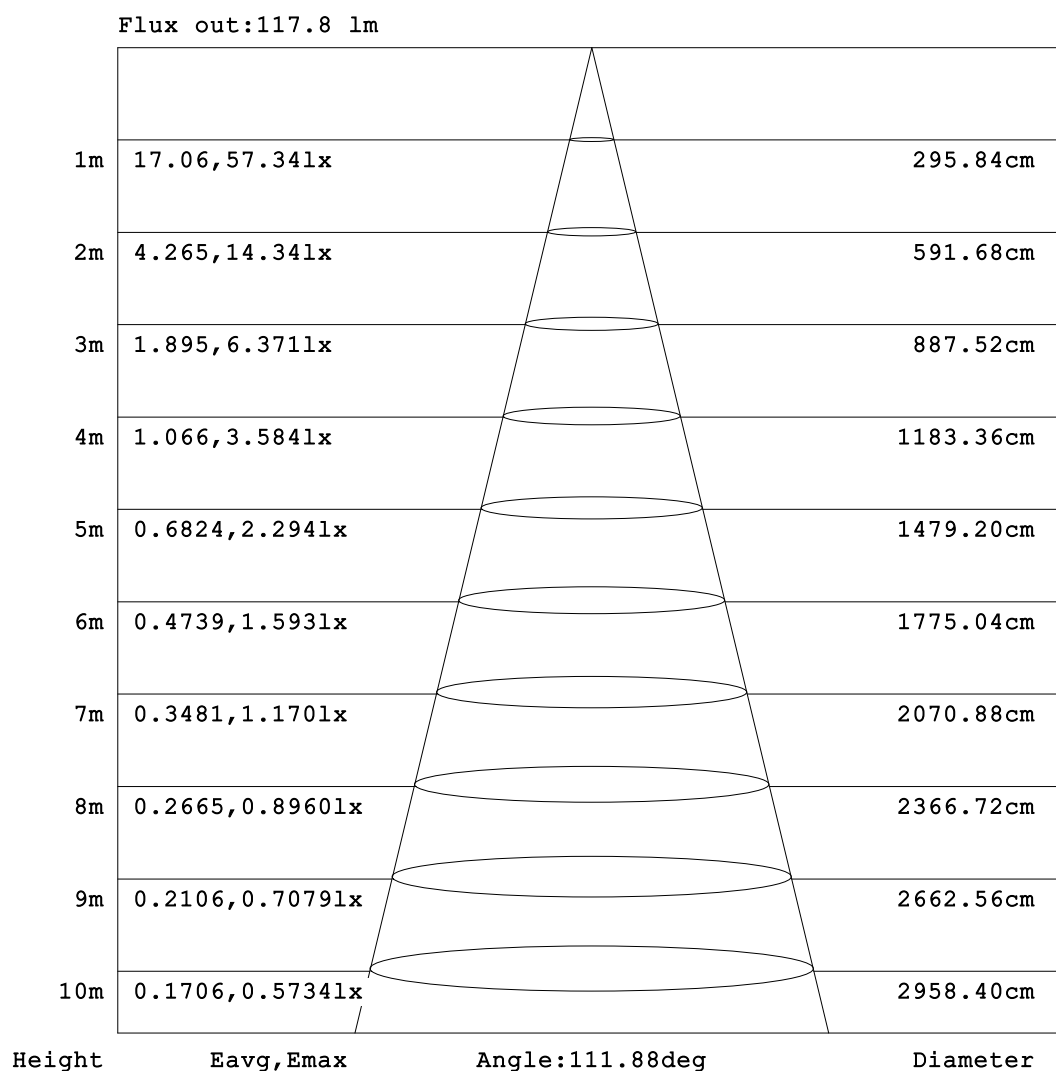 Flux out:117.8 lm
1m 17.06,57.34lx 295.84cm
2m 4.265,14.34lx 591.68cm
3m 1.895,6.371lx 887.52cm
4m 1.066,3.584lx 1183.36cm
5m 0.6824,2.294lx 1479.20cm
6m 0.4739,1.593lx 1775.04cm
7m 0.3481,1.170lx 2070.88cm
8m 0.2665,0.8960lx 2366.72cm
9m 0.2106,0.7079lx 2662.56cm
10m 0.1706,0.5734lx 2958.40cm
Height Eavg,Emax Angle:111.88deg Diameter